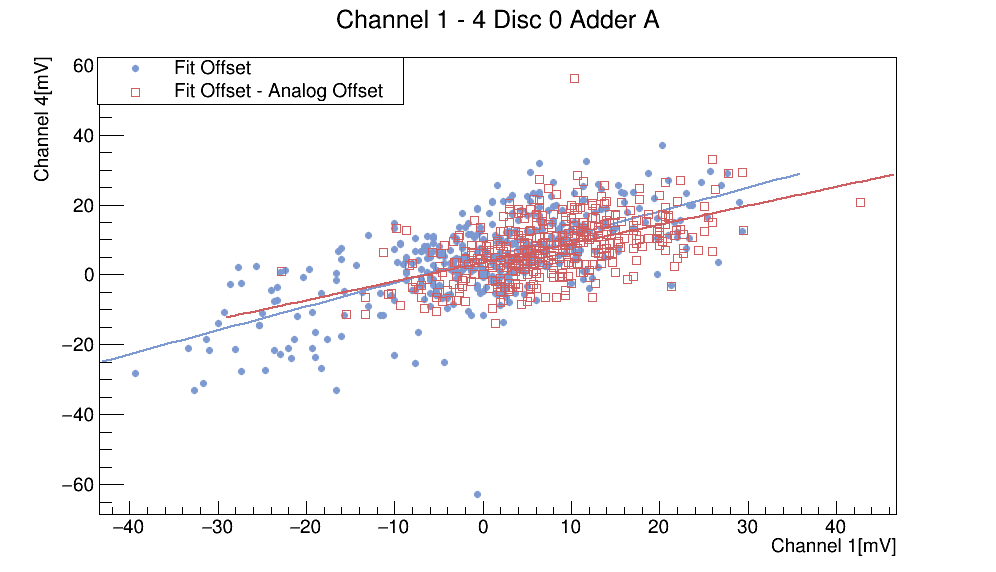 Channel 1 - 4 Disc 0 Adder A
Channel 4[mV]
Fit Offset
Fit Offset - Analog Offset
60
40
20
0
−20
−40
−60
−40 −30 −20 −10 0 10 20 30 40
Channel 1[mV]